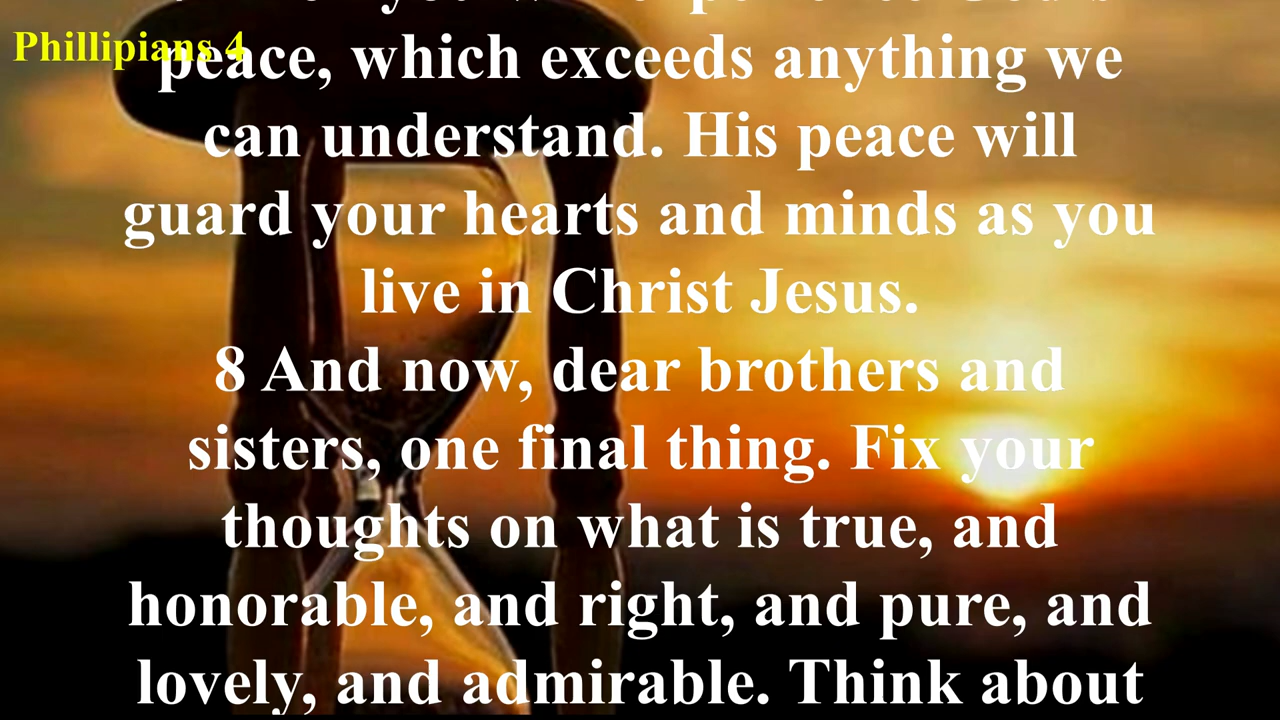 Phillipians 4
peace, which exceeds anything we
can understand. His peace will
guard your hearts and minds as you
live in Christ Jesus.
8 And now, dear brothers and
sisters, one final thing. Fix your
thoughts on what is true, and
honorable, and right, and pure, and
lovely, and admirable. Think about